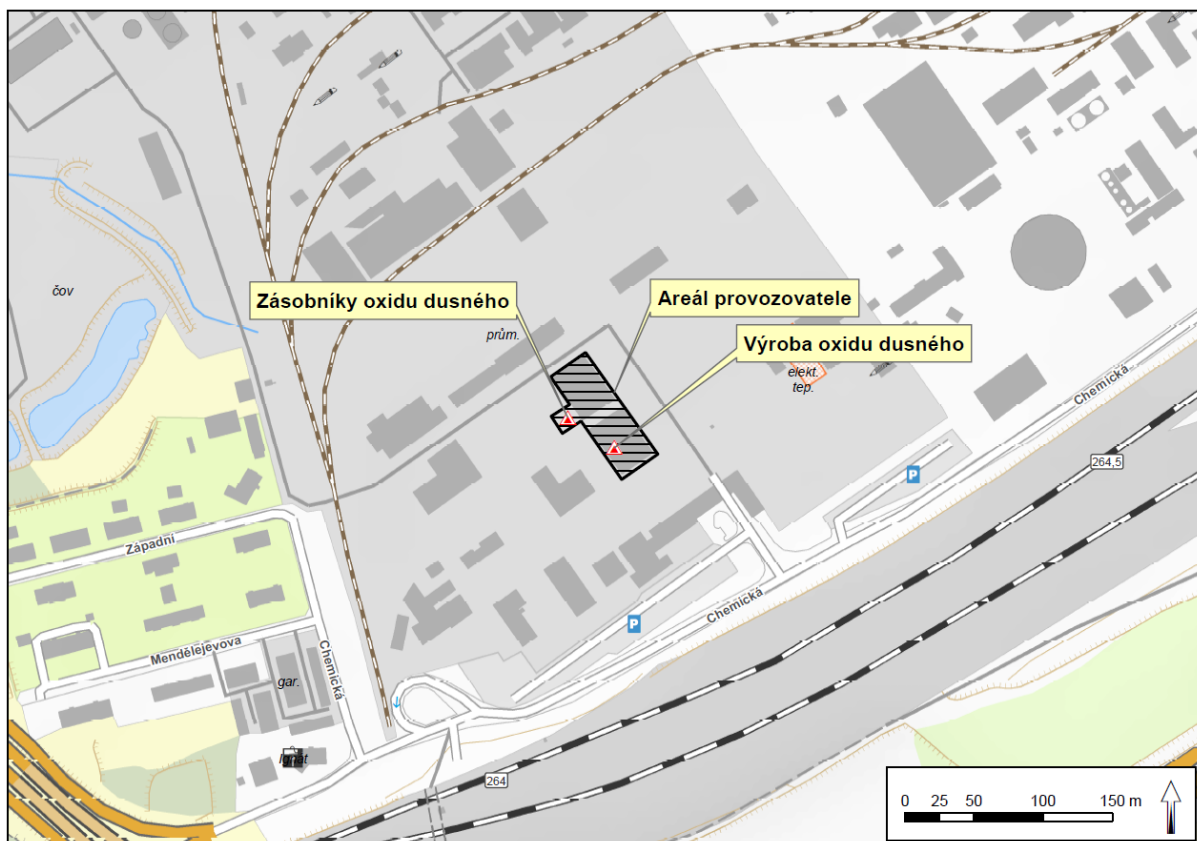 čov
Zásobníky oxidu dusného
Areál provozovatele
prům.
Výroba oxidu dusného
elekt.
tep.
Chemická
264,5
P
Západní
Chemická
P
Mendělejevova
Chemická
gar.
Ignát
264
0 25 50 100 150 m